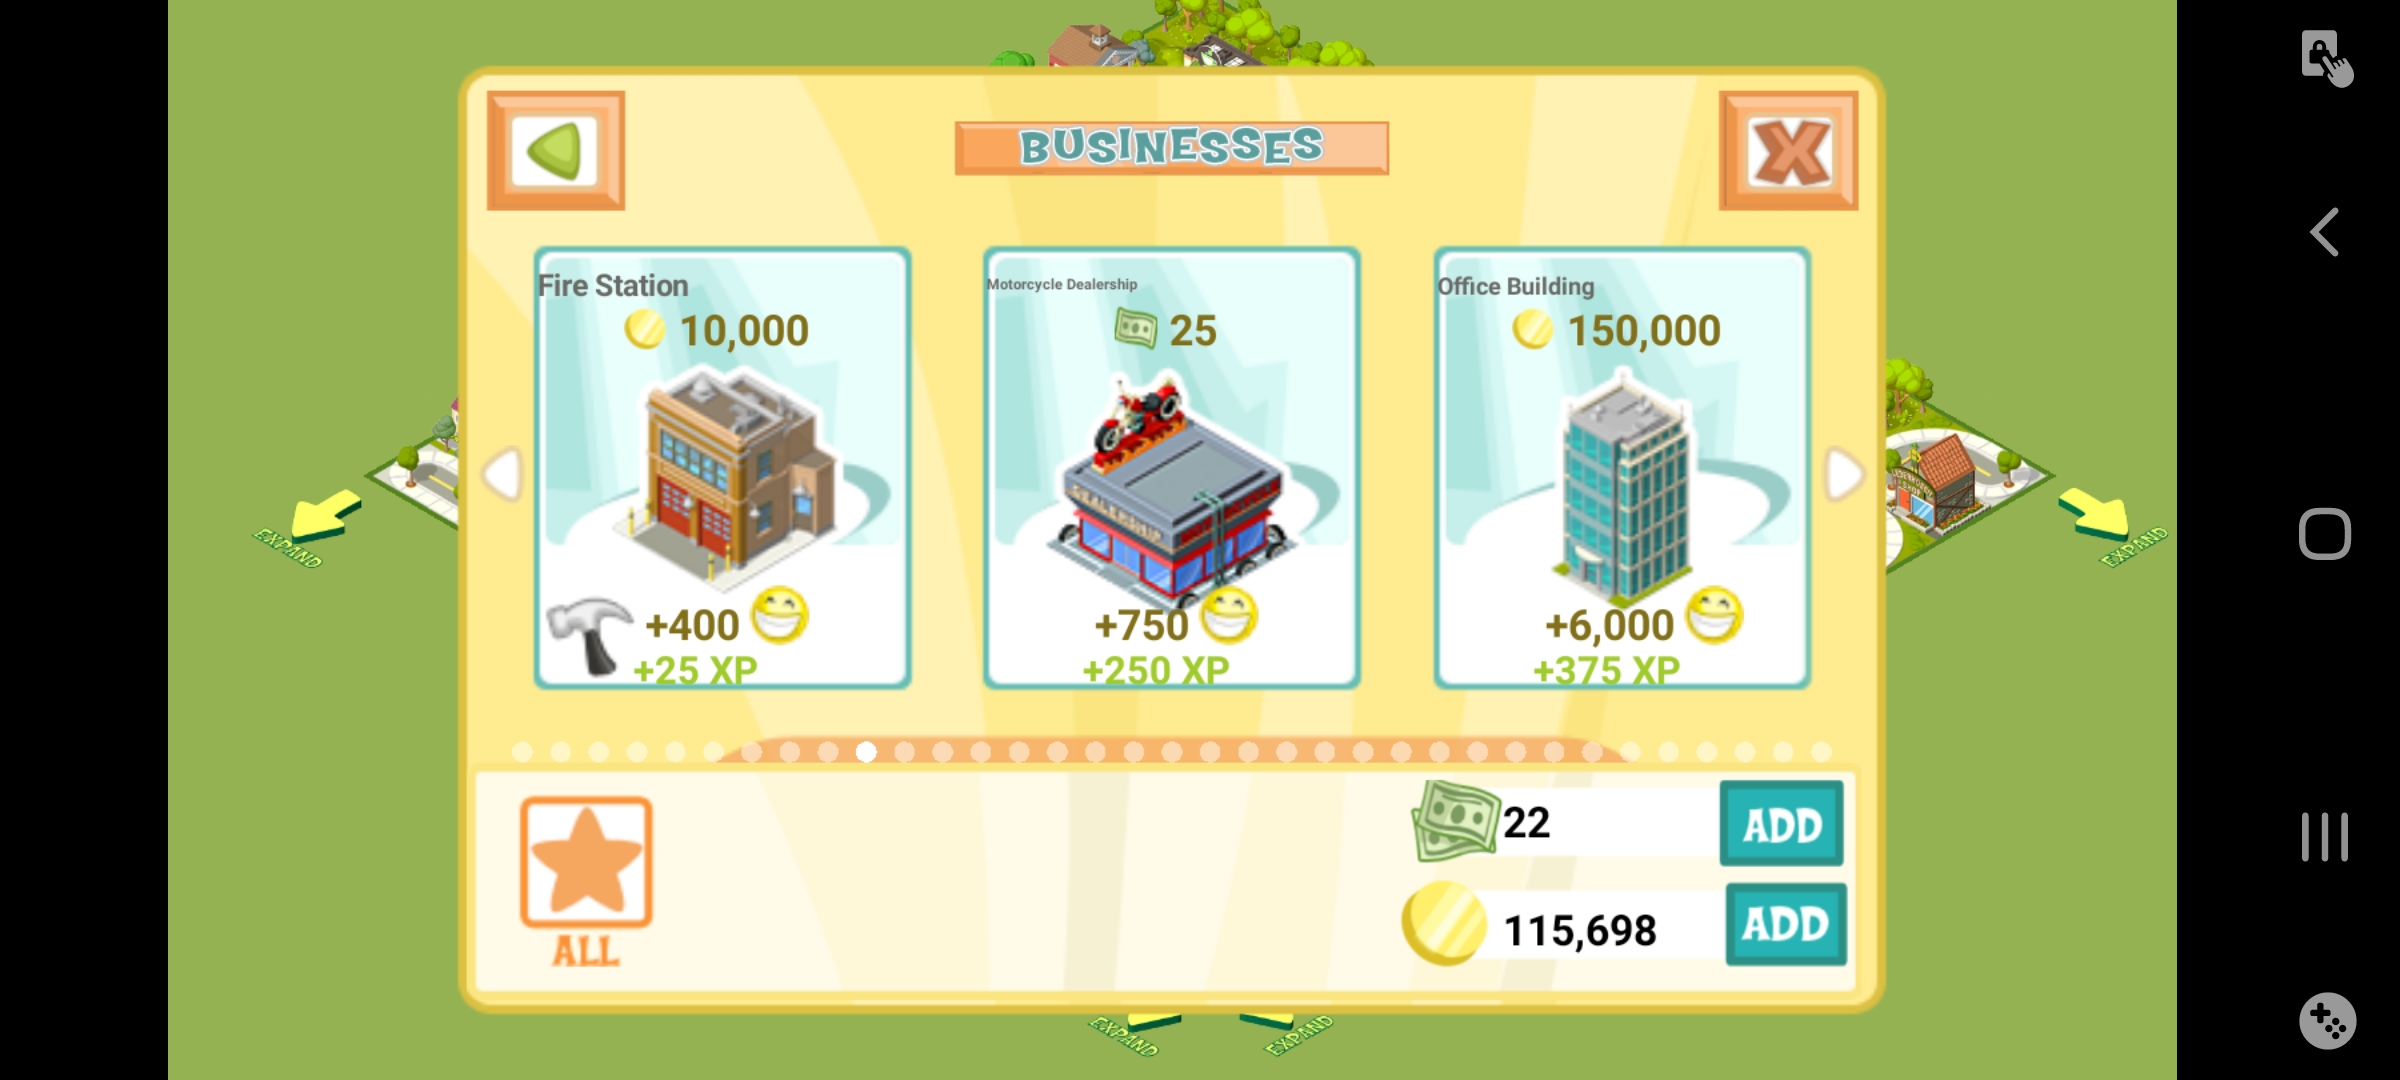 BUSINESSES
Fire Station
10,000
+400
+25 XP
Motorcycle Dealership
25
DEALERSHIP
+750
+250 XP
Office Building
150,000
+6,000
+375 XP
EXPAND
EXPAND
ALL
22
ADD
115,698
ADD
EXPAND
EXPAND